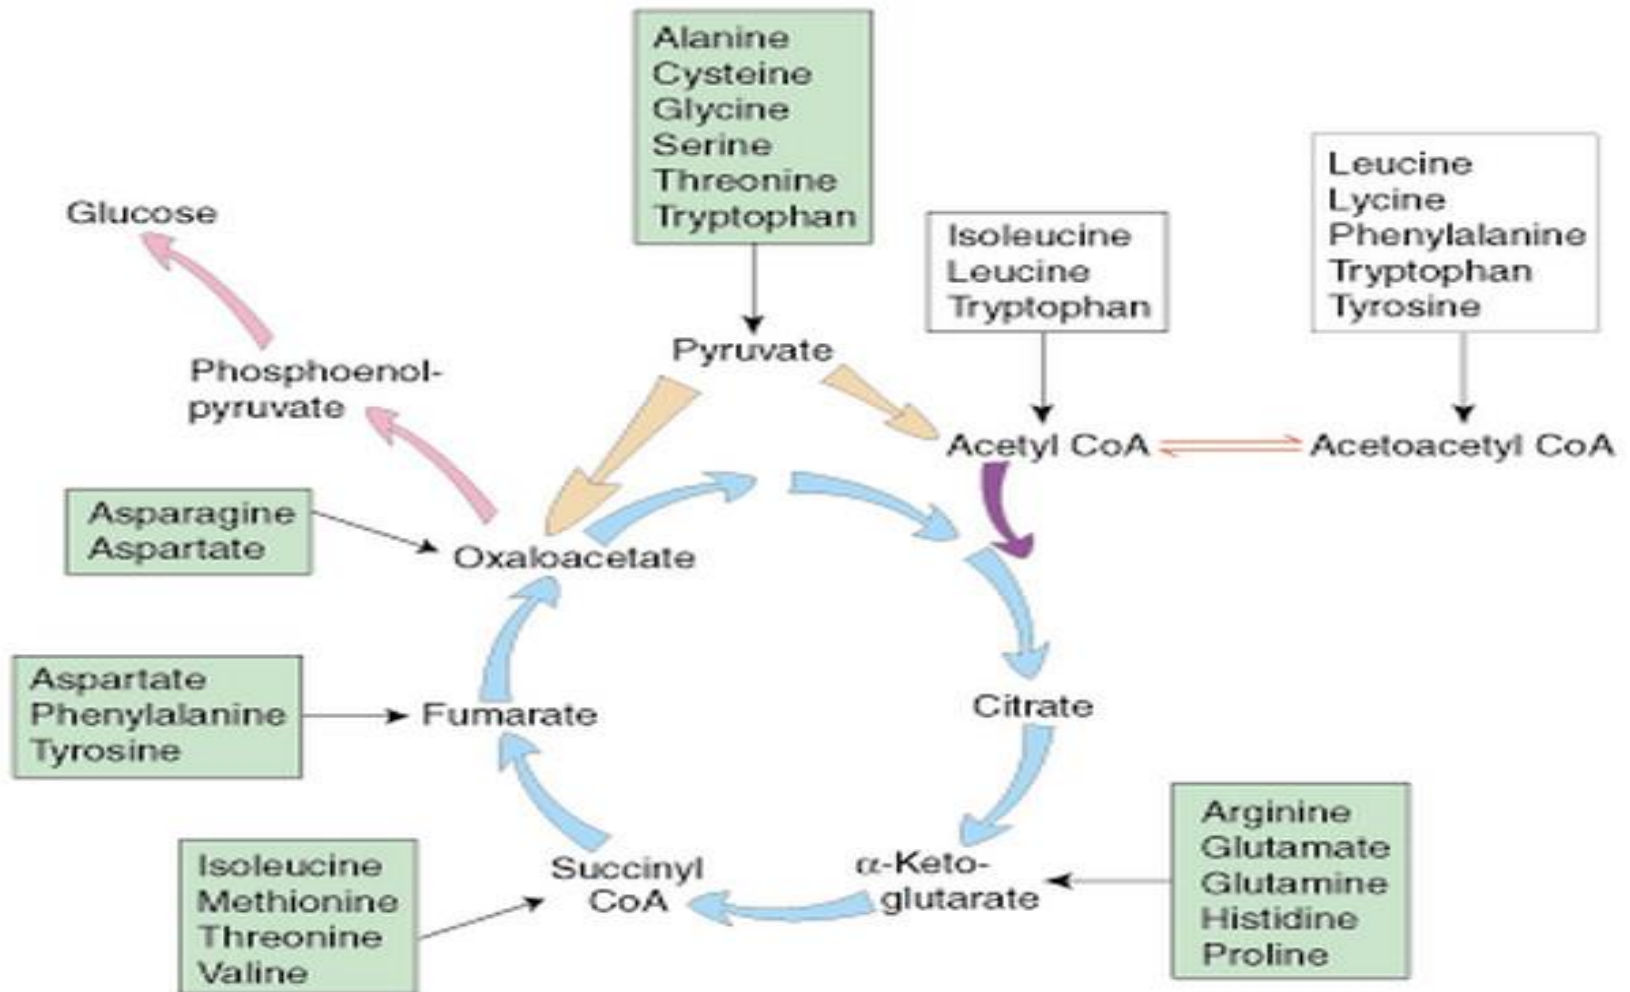 Alanine
Cysteine
Glycine
Serine
Threonine
Tryptophan
Leucine
Lycine
Phenylalanine
Tryptophan
Tyrosine
Isoleucine
Leucine
Tryptophan
Glucose
Pyruvate
Phosphoenol-
pyruvate
Acetyl CoA
Acetoacetyl CoA
Asparagine
Aspartate
Oxaloacetate
Aspartate
Phenylalanine
Tyrosine
Fumarate
Citrate
Isoleucine
Methionine
Threonine
Valine
Succinyl
CoA
α-Keto-
glutarate
Arginine
Glutamate
Glutamine
Histidine
Proline